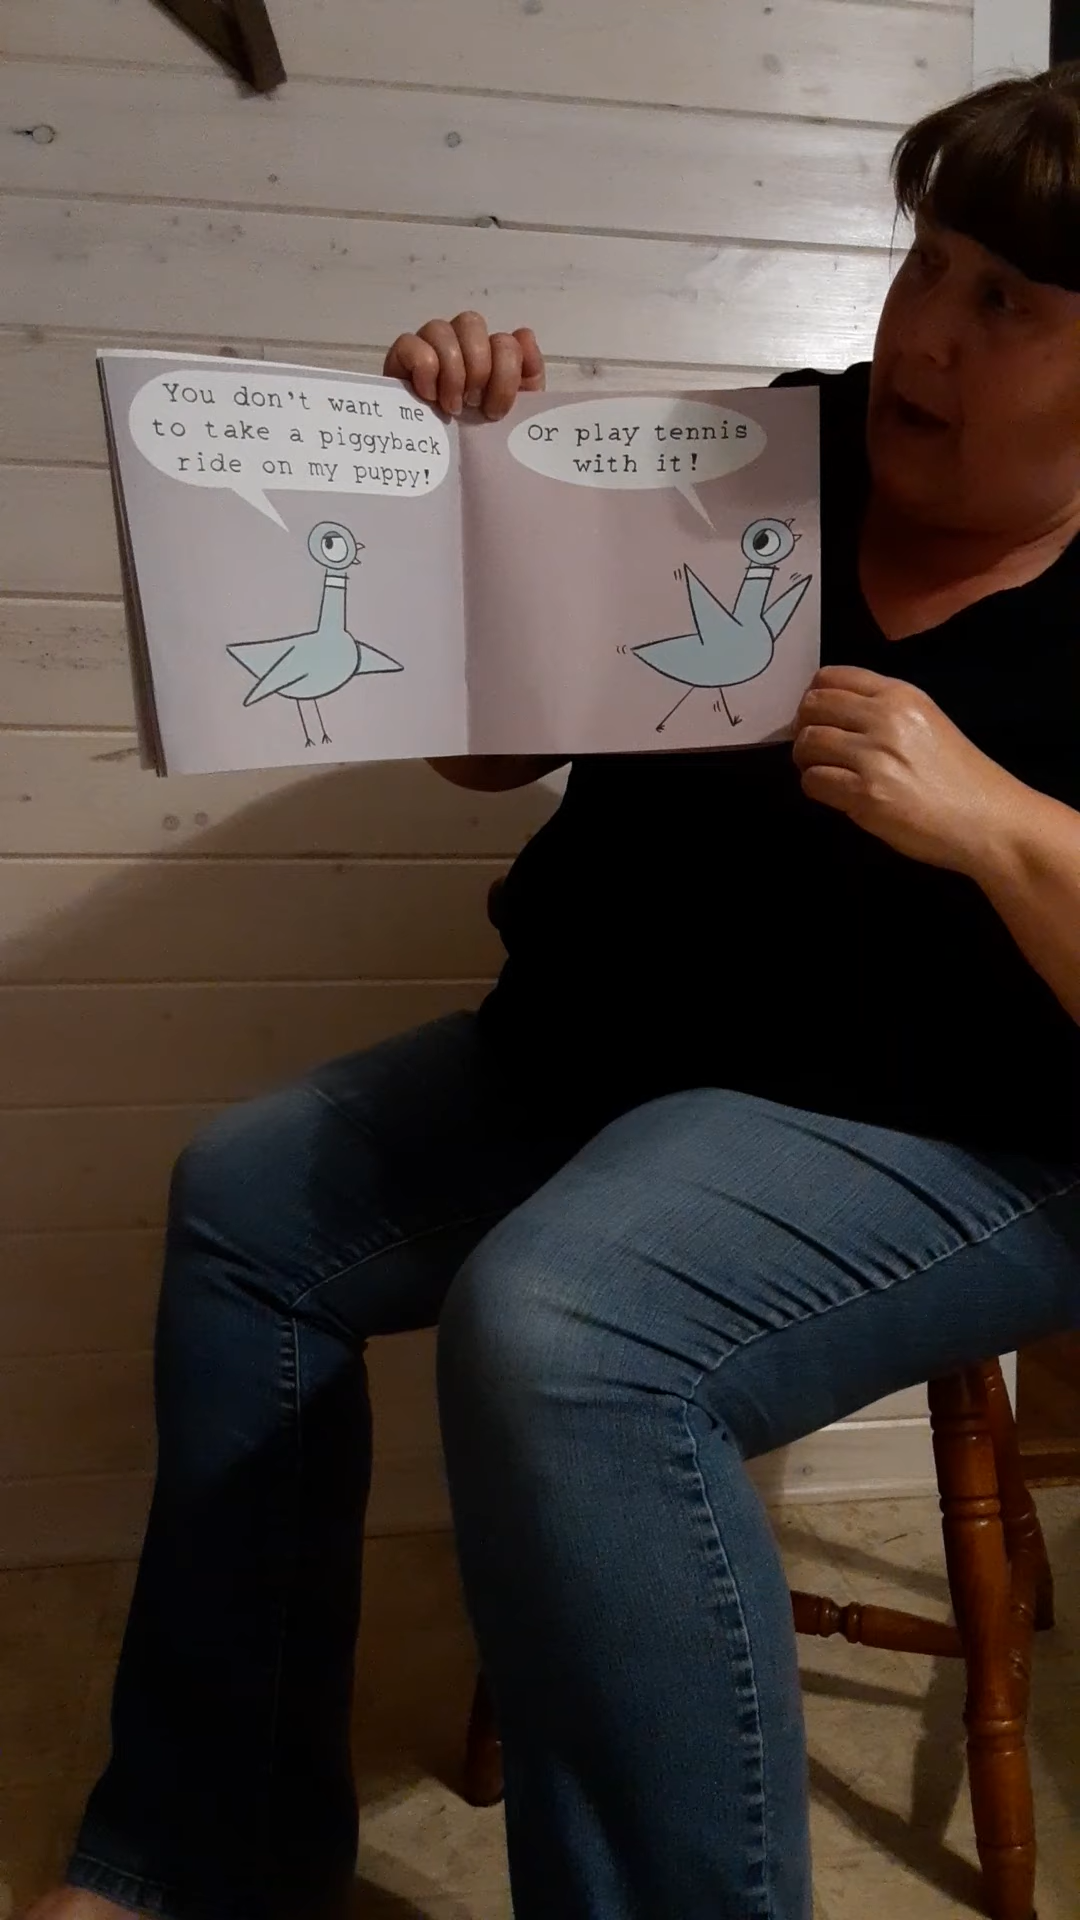 You don't want me
to take a piggyback
ride on my puppy!
Or play tennis
with it!